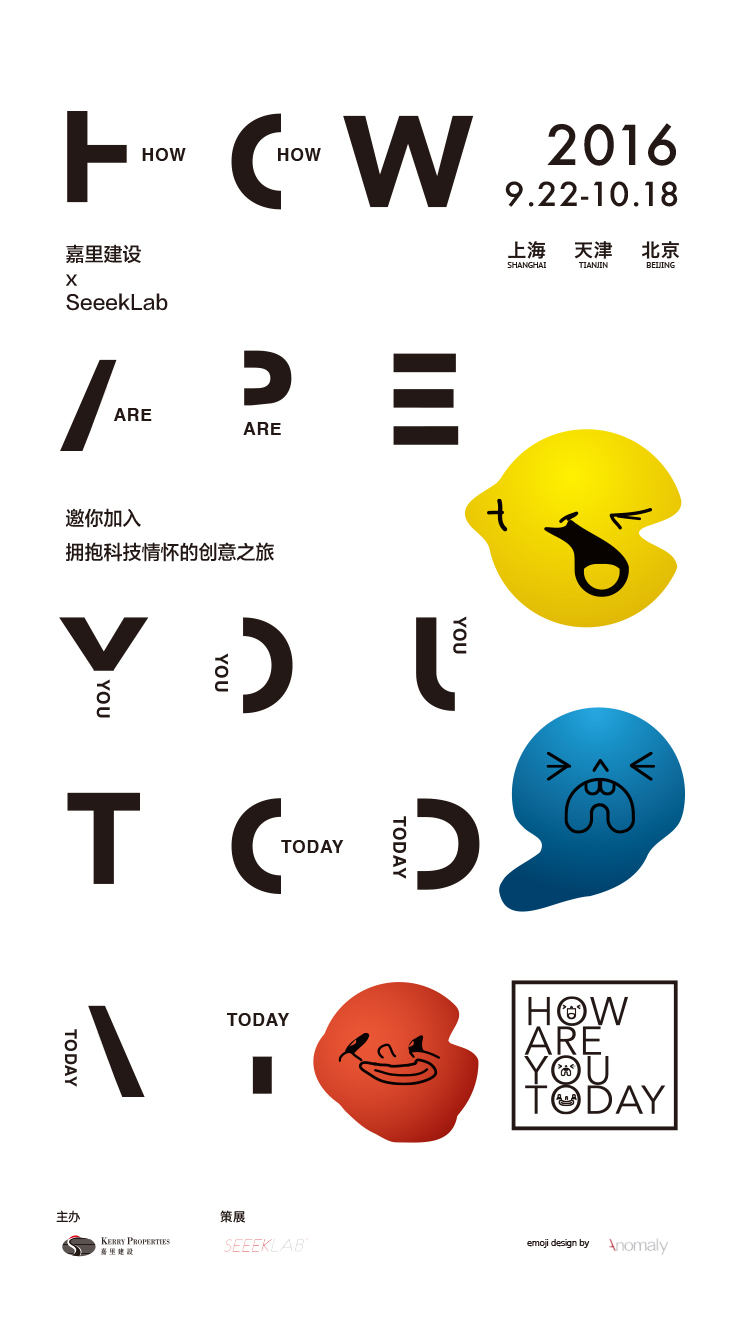 HOW
HOW
W
2016
9.22-10.18
上海 天津 北京
SHANGHAI TIANJIN BEIJING
嘉里建设
x
SeeekLab
ARE
ARE
E
邀你加入
拥抱科技情怀的创意之旅
Y
YOU
YOU
YOU
T
TODAY
TODAY
TODAY
TODAY
HOW
ARE
YOU
TODAY
主办
策展
KERRY PROPERTIES
嘉里建設
SEEEKLAB
emoji design by Anomaly